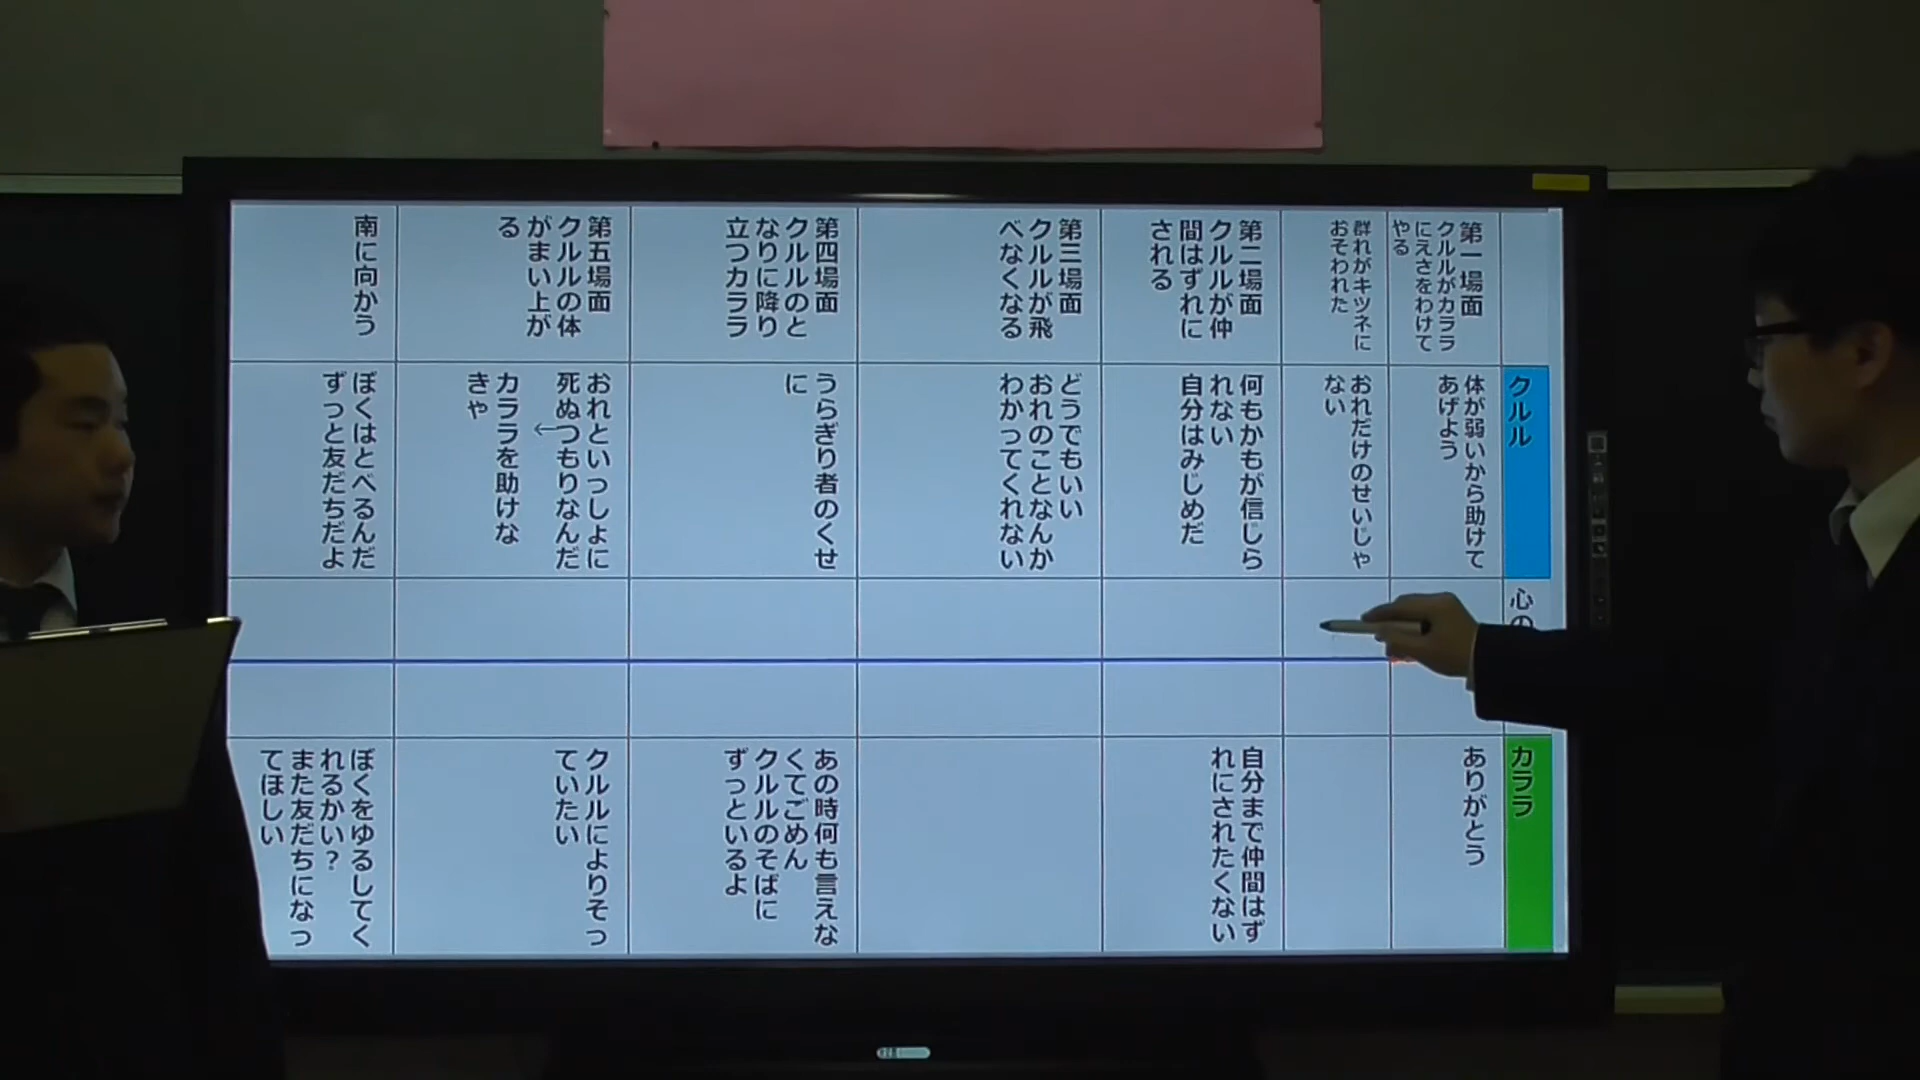 第一場面
クルルがカララ
にえさをわけて
やる
群れがキツネに
おそわれた
第二場面
クルルが仲
間はずれに
される
第三場面
クルルが飛
べなくなる
第四場面
クルルのと
なりに降り
立つカララ
第五場面
クルルの体
がまい上が
る
南に向かう
クルル
体が弱いから助けて
あげよう
おれだけのせいじゃ
ない
何もかもが信じら
れない
自分はみじめだ
どうでもいい
おれのことなんか
わかってくれない
うらぎり者のくせ
に
おれといっしょに
死ぬつもりなんだ
←
カララを助けな
きゃ
ぼくはとべるんだ
ずっと友だちだよ
心の
カララ
ありがとう
自分まで仲間はず
れにされたくない
あの時何も言えな
くてごめん
クルルのそばに
ずっといるよ
クルルによりそっ
ていたい
ぼくをゆるしてく
れるかい？
また友だちになっ
てほしい